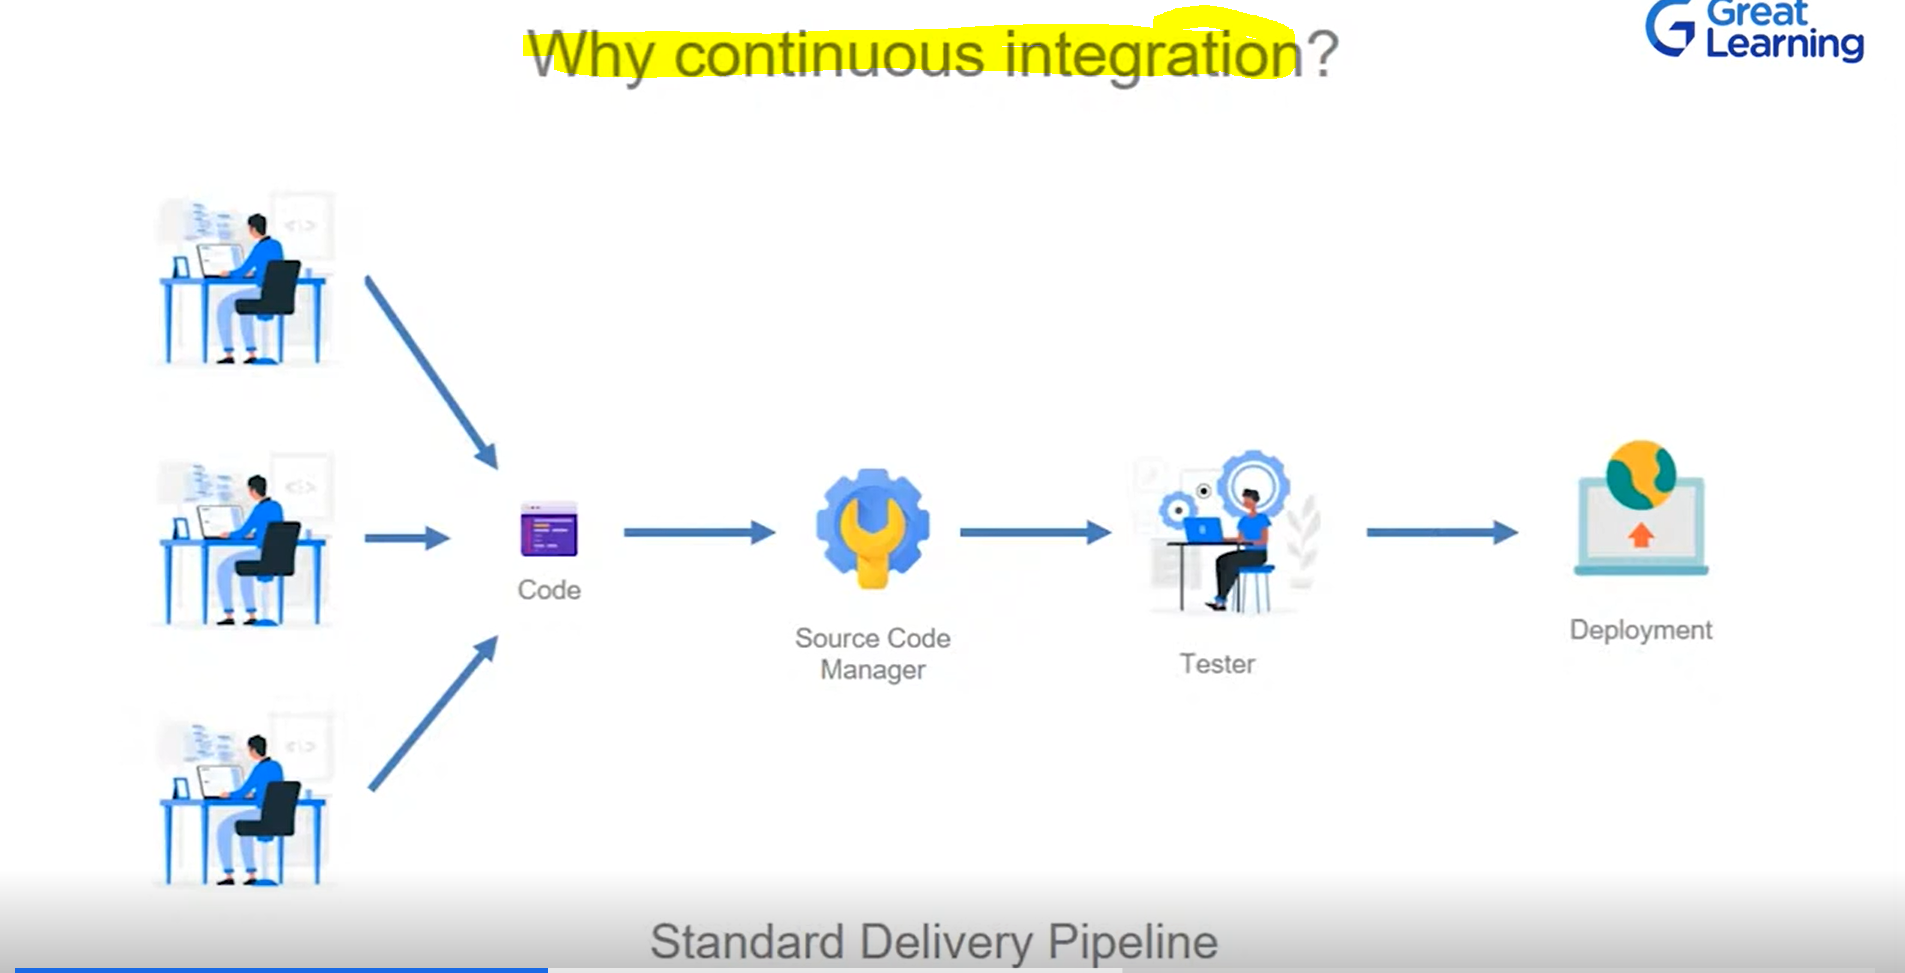 Why continuous integration?
Great
Learning
Code
Source Code
Manager
Tester
Deployment
Standard Delivery Pipeline